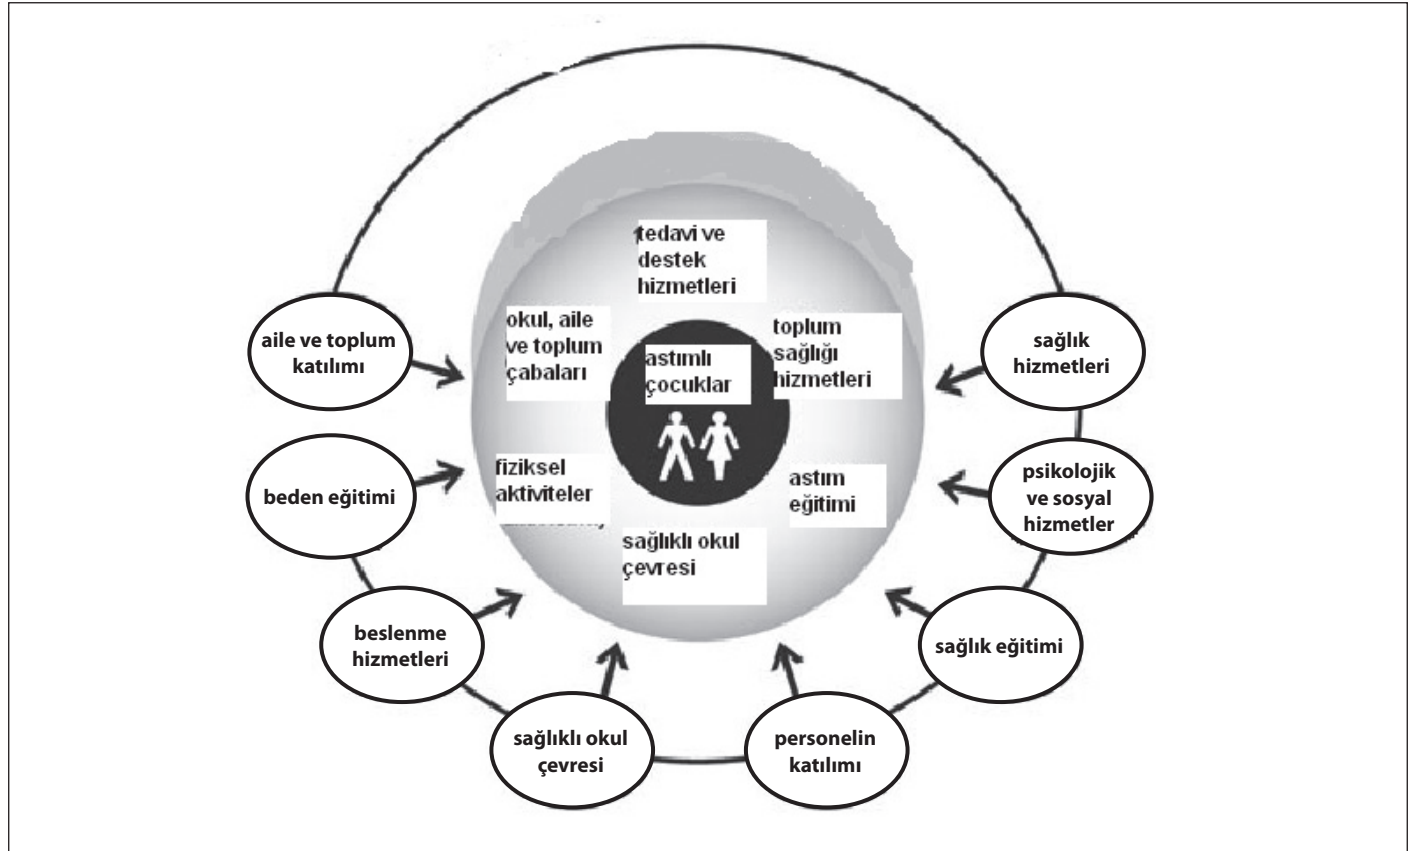 tedavi ve
destek
hizmetleri
okul, aile
ve toplum
çabaları
toplum
sağlığı
hizmetleri
astımlı
çocuklar
fiziksel
aktiviteler
astım
eğitimi
sağlıklı okul
çevresi
aile ve toplum
katılımı
sağlık
hizmetleri
beden eğitimi
psikolojik
ve sosyal
hizmetler
beslenme
hizmetleri
sağlık eğitimi
sağlıklı okul
çevresi
personelin
katılımı